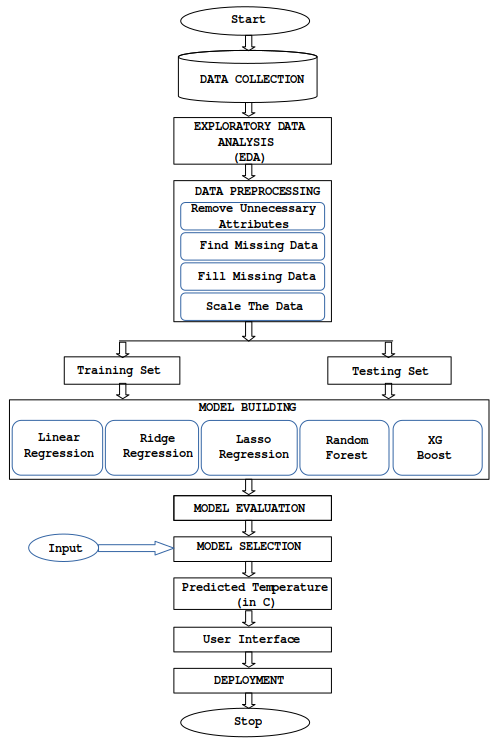 Start
DATA COLLECTION
EXPLORATORY DATA
ANALYSIS
(EDA)
DATA PREPROCESSING
Remove Unnecessary
Attributes
Find Missing Data
Fill Missing Data
Scale The Data
Training Set
Testing Set
MODEL BUILDING
Linear
Regression
Ridge
Regression
Lasso
Regression
Random
Forest
XG
Boost
MODEL EVALUATION
Input
MODEL SELECTION
Predicted Temperature
(in C)
User Interface
DEPLOYMENT
Stop